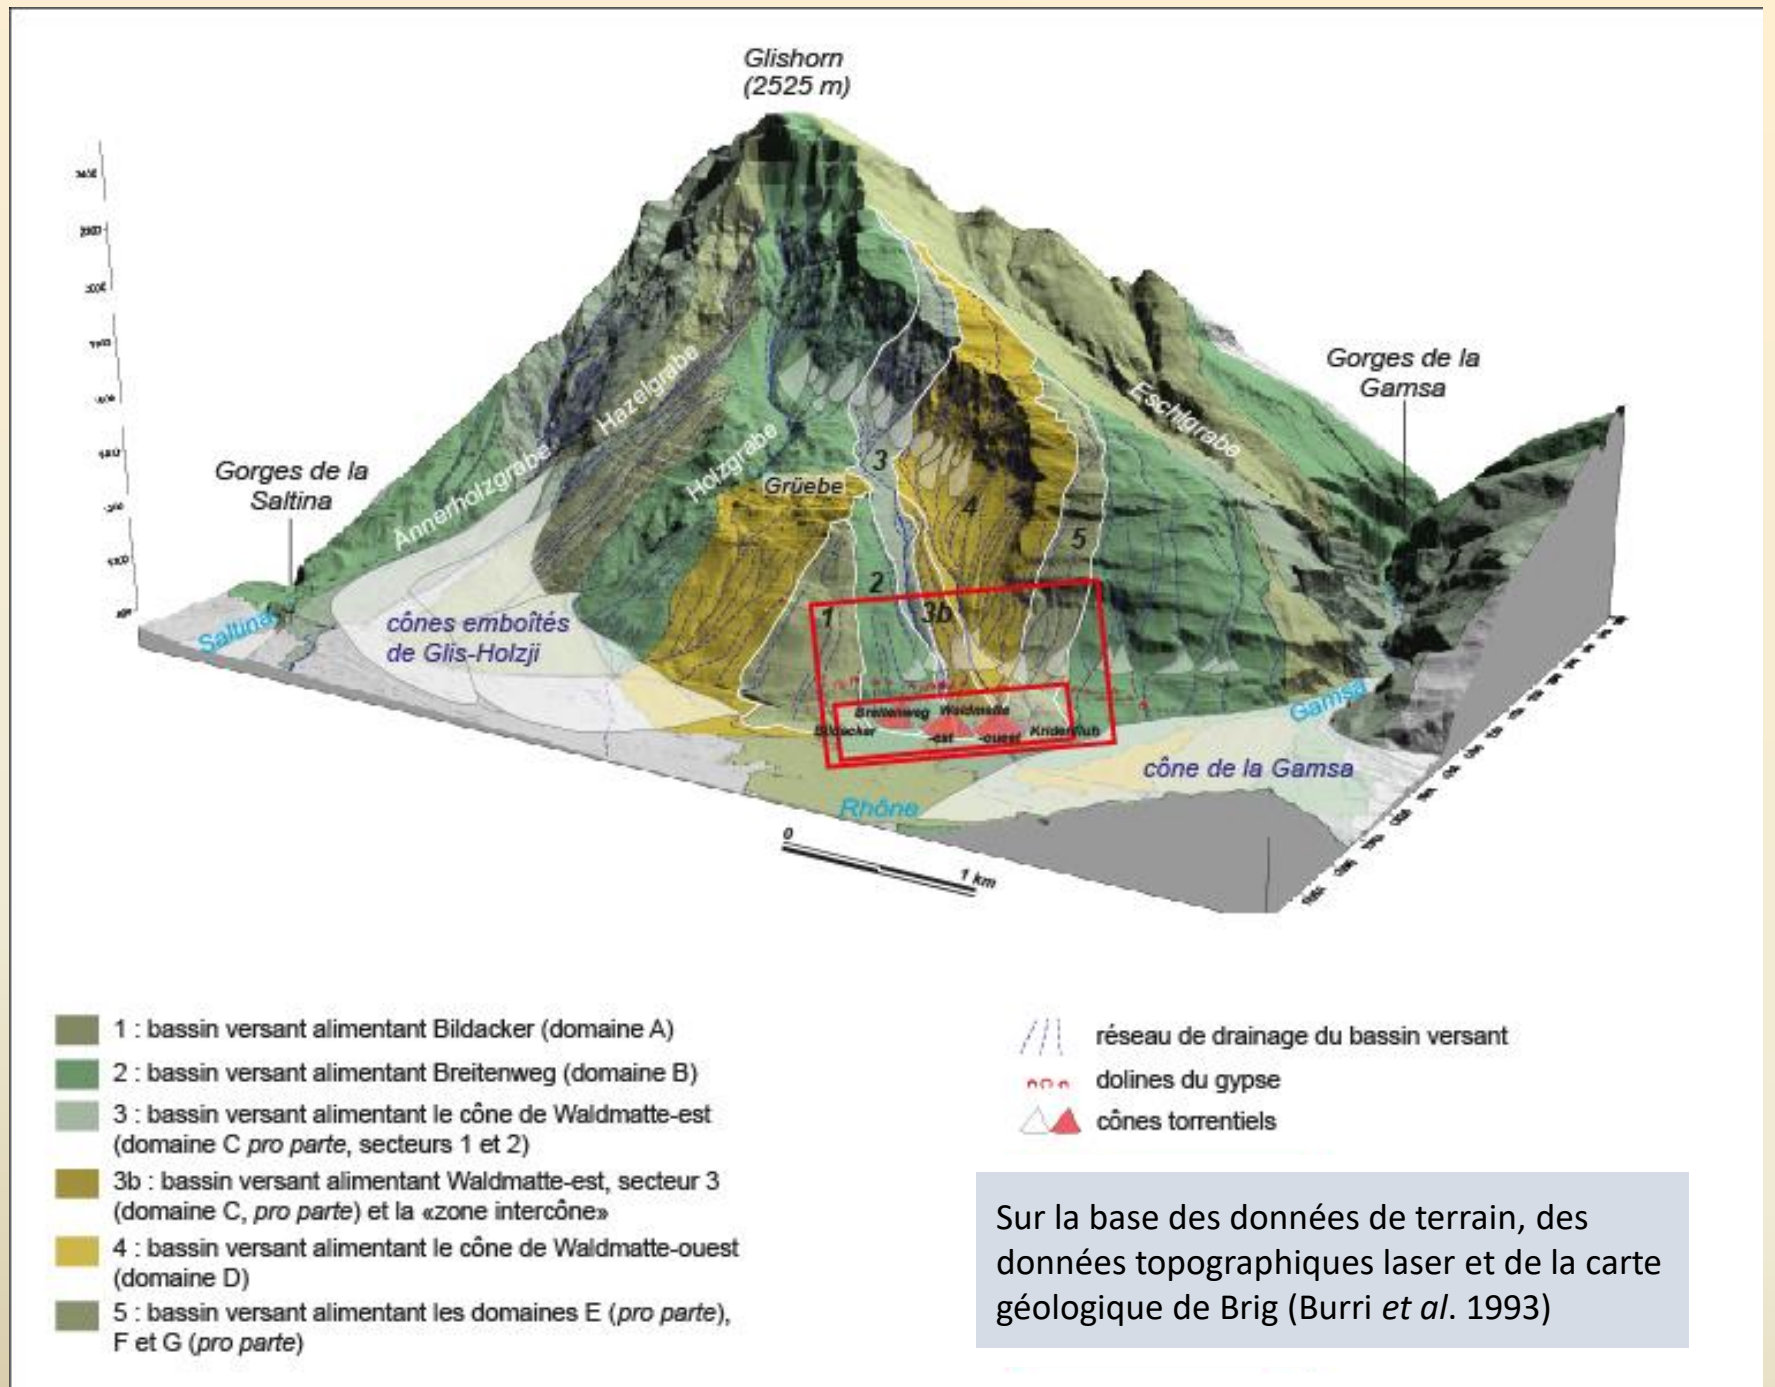 Glishorn
(2525 m)
Gorges de la
Gamsa
Gorges de la
Saltina
Hazelgrabe
Eschlgrabe
Holzgrabe
Annerholzgrabe
Grüebe
3
4
5
2
3b
1
Saltina
cônes emboîtés
de Glis-Holzji
Gamsa
Breitenweg Waldmatte
Bildacker
-est -ouest
cône de la Gamsa
Rhône
0
1 km
1 : bassin versant alimentant Bildacker (domaine A)
2 : bassin versant alimentant Breitenweg (domaine B)
3 : bassin versant alimentant le cône de Waldmatte-est
(domaine C pro parte, secteurs 1 et 2)
3b : bassin versant alimentant Waldmatte-est, secteur 3
(domaine C, pro parte) et la «zone intercône»
4 : bassin versant alimentant le cône de Waldmatte-ouest
(domaine D)
5 : bassin versant alimentant les domaines E (pro parte),
F et G (pro parte)
réseau de drainage du bassin versant
dolines du gypse
cônes torrentiels
Sur la base des données de terrain, des
données topographiques laser et de la carte
géologique de Brig (Burri et al. 1993)